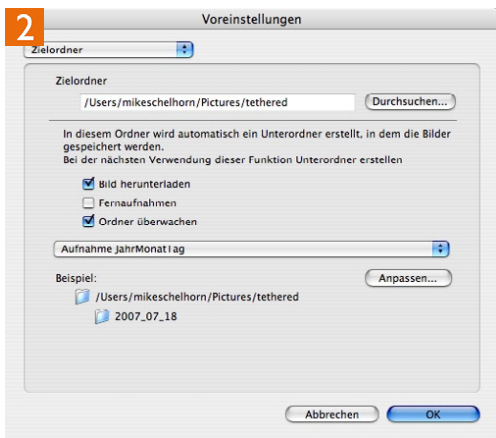 2
Voreinstellungen
Zielordner
Zielordner
/Users/mikeschelhorn/Pictures/tethered
Durchsuchen...
In diesem Ordner wird automatisch ein Unterordner erstellt, in dem die Bilder
gespeichert werden.
Bei der nächsten Verwendung dieser Funktion Unterordner erstellen
Bild herunterladen
Fernaufnahmen
Ordner überwachen
Aufnahme JahrMonatTag
Beispiel:
Anpassen...
/Users/mikeschelhorn/Pictures/tethered
2007_07_18
Abbrechen
OK